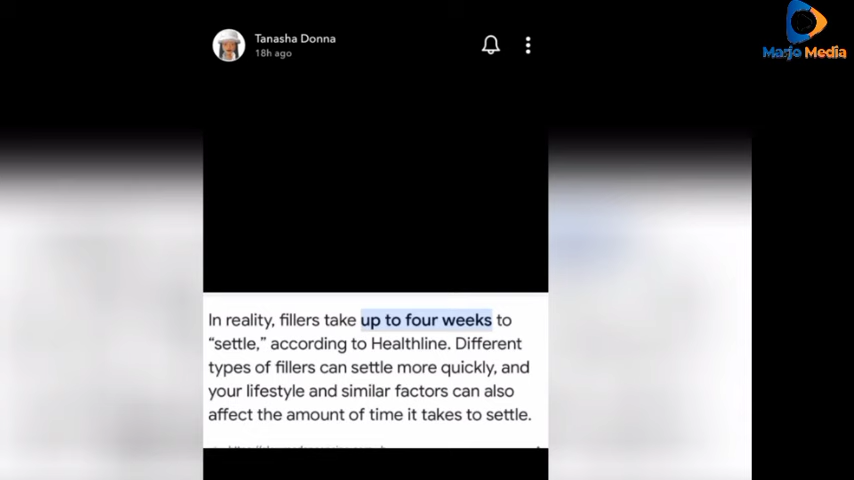 Tanasha Donna
18h ago
Marjo Media
In reality, fillers take up to four weeks to
“settle,” according to Healthline. Different
types of fillers can settle more quickly, and
your lifestyle and similar factors can also
affect the amount of time it takes to settle.